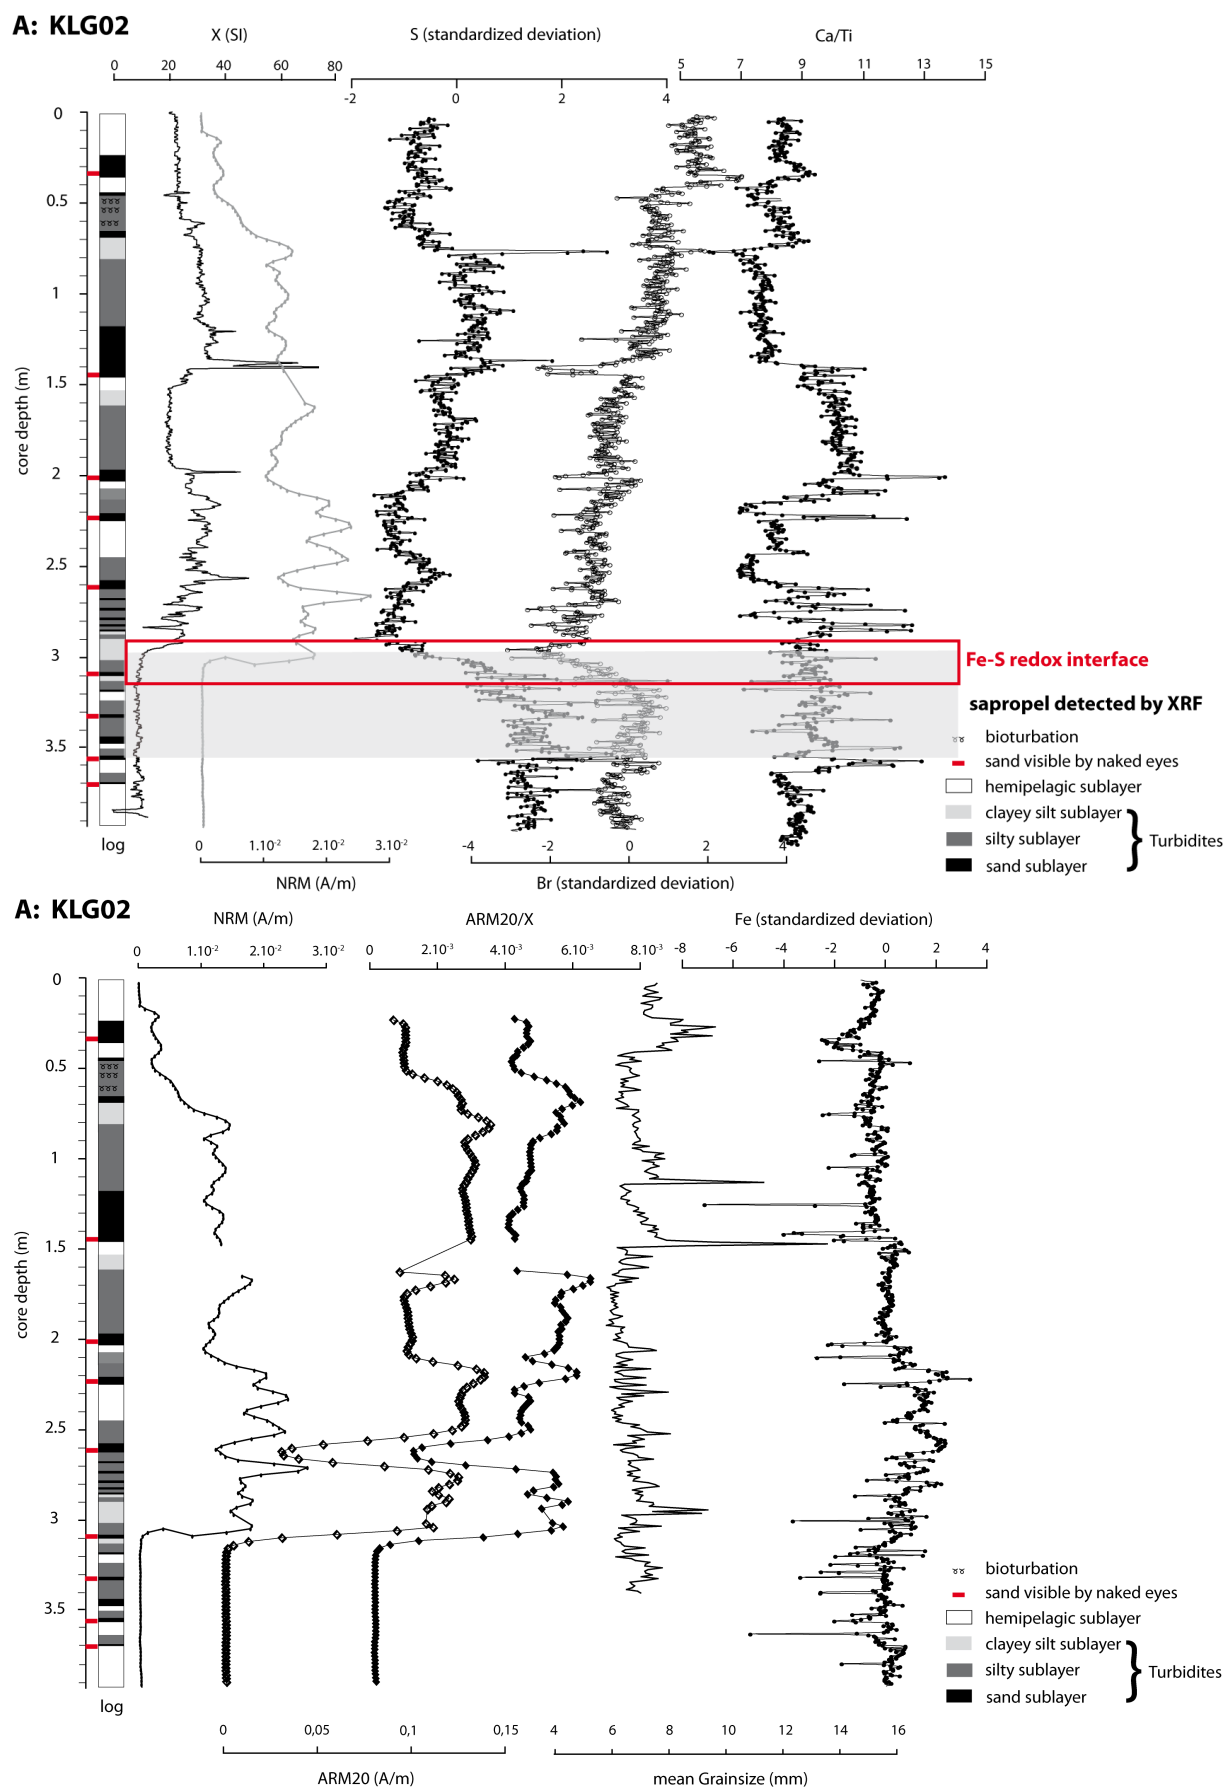 A: KLG02
X (SI)
S (standardized deviation)
Ca/Ti
0 20 40 60 80
5 7 9 11 13 15
-2 0 2 4
0
0.5
1
1.5
2
2.5
3
3.5
core depth (m)
Fe-S redox interface
sapropel detected by XRF
bioturbation
sand visible by naked eyes
hemipelagic sublayer
clayey silt sublayer
silty sublayer
sand sublayer
} Turbidites
log
0 1.10-2 2.10-2 3.10-2
-4 -2 0 2 4
NRM (A/m)
Br (standardized deviation)
A: KLG02
NRM (A/m)
ARM20/X
Fe (standardized deviation)
0 1.10-2 2.10-2 3.10-2
0 2.10-3 4.10-3 6.10-3 8.10-3
-8 -6 -4 -2 0 2 4
0
0.5
1
1.5
2
2.5
3
3.5
core depth (m)
bioturbation
sand visible by naked eyes
hemipelagic sublayer
clayey silt sublayer
silty sublayer
sand sublayer
} Turbidites
log
0 0,05 0,1 0,15
4 6 8 10 12 14 16
ARM20 (A/m)
mean Grainsize (mm)